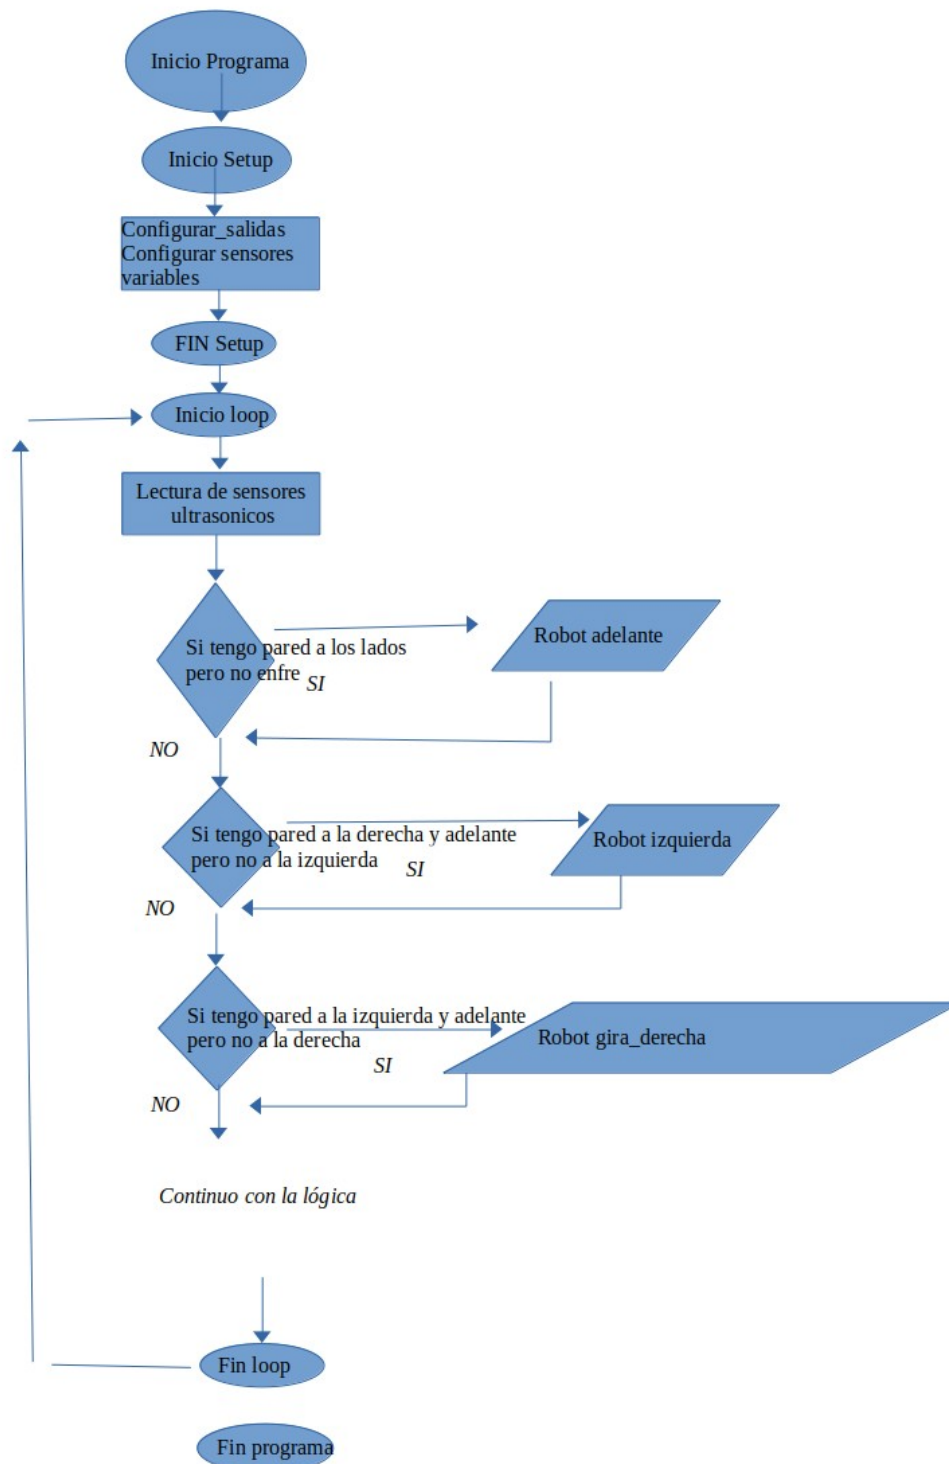 Inicio Programa
Inicio Setup
Configurar_salidas
Configurar sensores
variables
FIN Setup
Inicio loop
Lectura de sensores
ultrasonicos
Si tengo pared a los lados
pero no enfre
SI
Robot adelante
NO
Si tengo pared a la derecha y adelante
pero no a la izquierda
SI
Robot izquierda
NO
Si tengo pared a la izquierda y adelante
pero no a la derecha
SI
Robot gira_derecha
NO
Continuo con la lógica
Fin loop
Fin programa